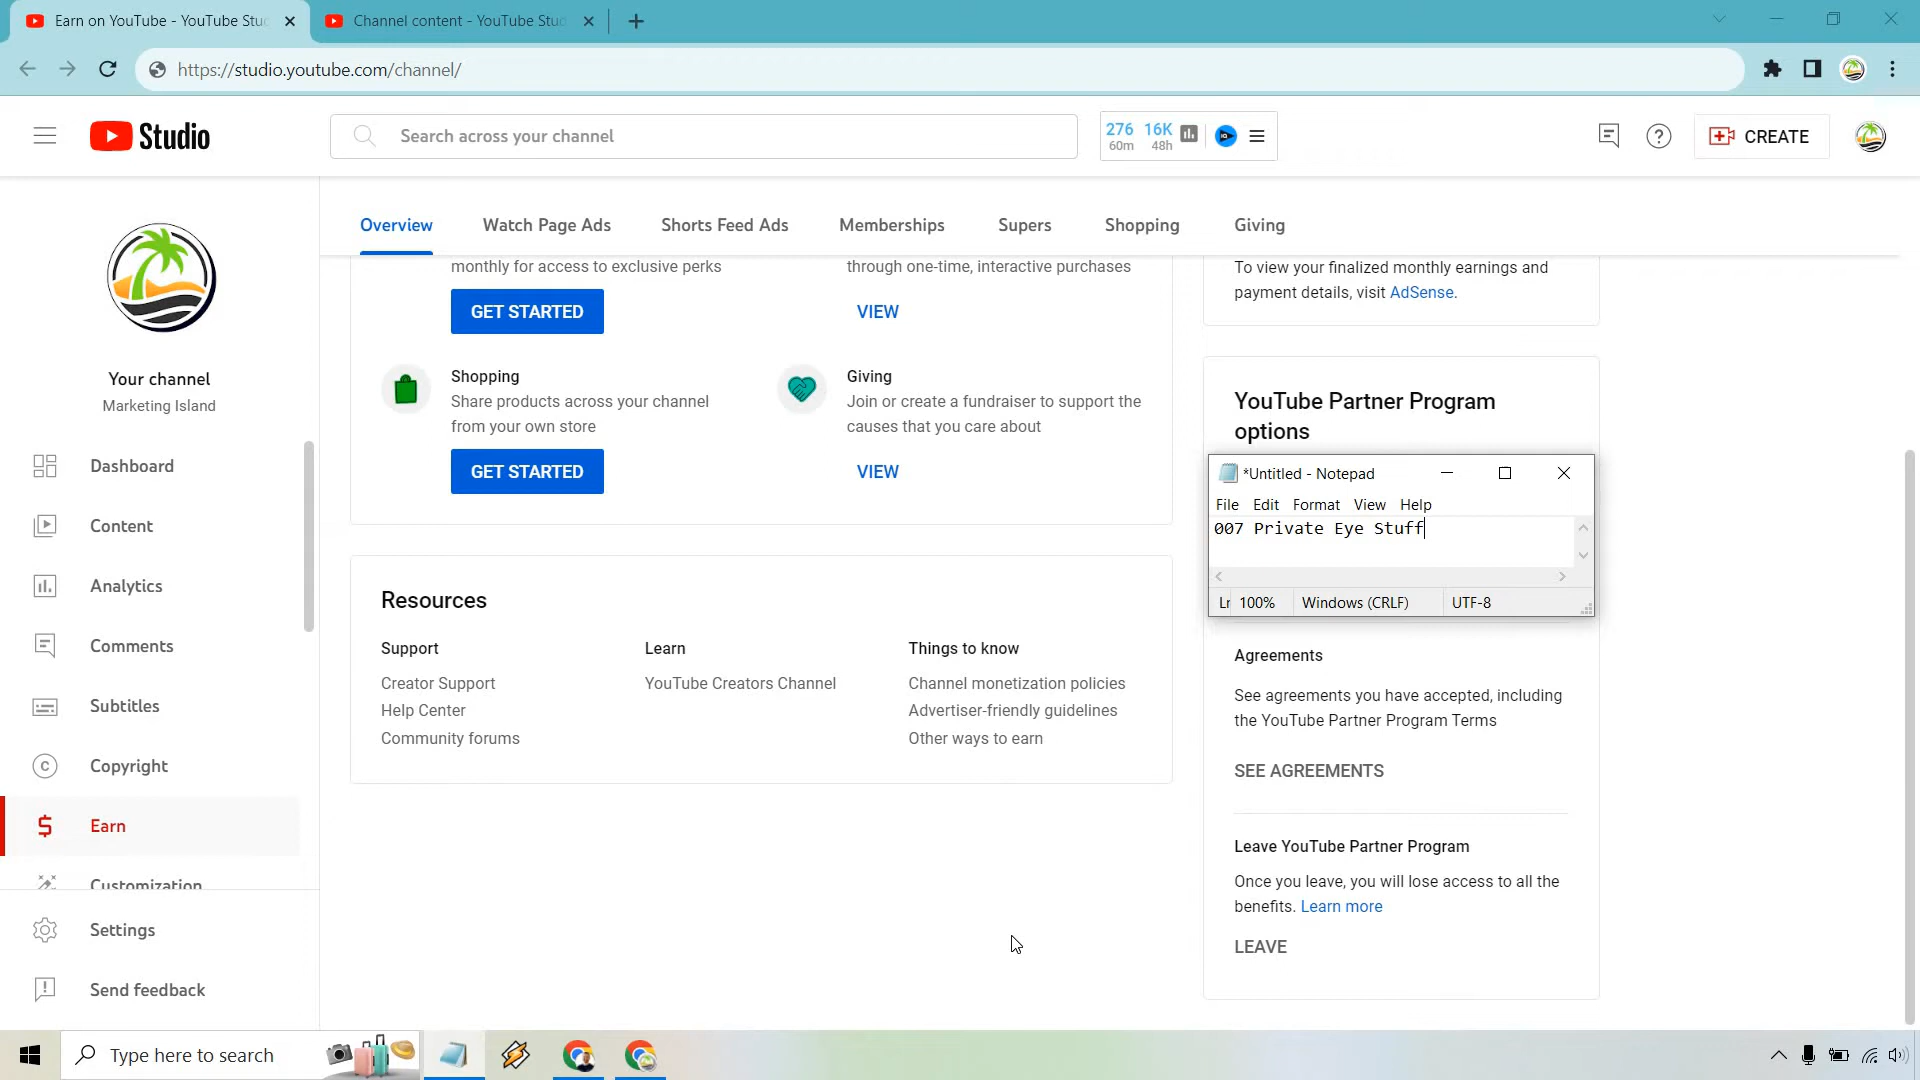 Earn on YouTube - YouTube Stu
Channel content - YouTube Stu
https://studio.youtube.com/channel/
Studio
Search across your channel
276 16K
60m 48h
CREATE
Overview Watch Page Ads Shorts Feed Ads Memberships Supers Shopping Giving
Your channel
Marketing Island
Dashboard
Content
Analytics
Comments
Subtitles
Copyright
Earn
Customization
Settings
Send feedback
monthly for access to exclusive perks
GET STARTED
through one-time, interactive purchases
VIEW
Shopping
Share products across your channel
from your own store
GET STARTED
Giving
Join or create a fundraiser to support the
causes that you care about
VIEW
Resources
Support
Creator Support
Help Center
Community forums
Learn
YouTube Creators Channel
Things to know
Channel monetization policies
Advertiser-friendly guidelines
Other ways to earn
To view your finalized monthly earnings and
payment details, visit AdSense.
YouTube Partner Program
options
*Untitled - Notepad
File Edit Format View Help
007 Private Eye Stuff
100% Windows (CRLF) UTF-8
Agreements
See agreements you have accepted, including
the YouTube Partner Program Terms
SEE AGREEMENTS
Leave YouTube Partner Program
Once you leave, you will lose access to all the
benefits. Learn more
LEAVE
Type here to search